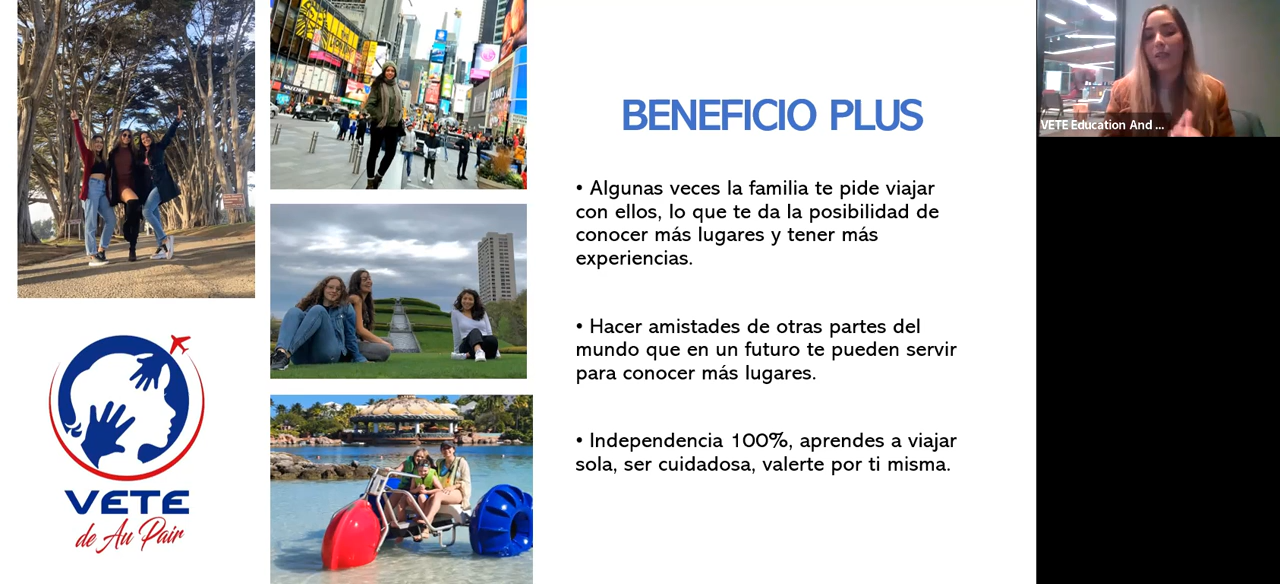 BENEFICIO PLUS
• Algunas veces la familia te pide viajar
con ellos, lo que te da la posibilidad de
conocer más lugares y tener más
experiencias.
• Hacer amistades de otras partes del
mundo que en un futuro te pueden servir
para conocer más lugares.
• Independencia 100%, aprendes a viajar
sola, ser cuidadosa, valerte por ti misma.
VETE
de Au Pair
VETE Education And ...